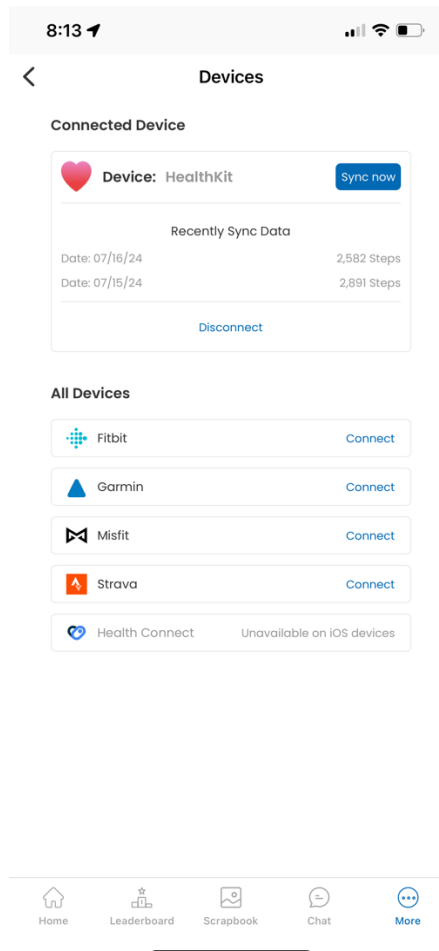 8:13
Devices
Connected Device
Device: HealthKit
Sync now
Recently Sync Data
Date: 07/16/24 2,582 Steps
Date: 07/15/24 2,891 Steps
Disconnect
All Devices
Fitbit Connect
Garmin Connect
Misfit Connect
Strava Connect
Health Connect Unavailable on iOS devices
Home Leaderboard Scrapbook Chat More